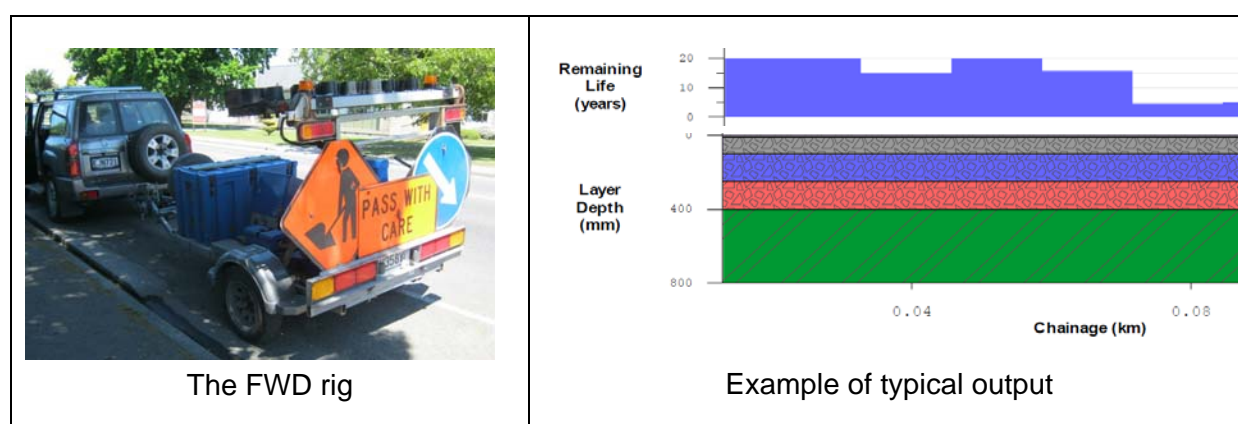 PASS WITH
CARE
The FWD rig
Remaining
Life
(years)
20
10
0
0
Layer
Depth
(mm)
400
800
0.04
0.08
Chainage (km)
Example of typical output